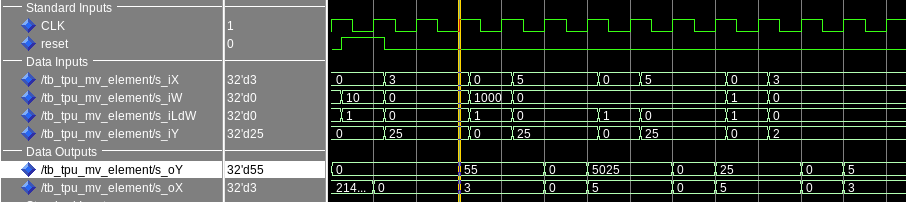 Standard Inputs
CLK 1
reset 0
Data Inputs
/tb_tpu_mv_element/s_iX 32'd3 0 3 0 5 0 5 0 3
/tb_tpu_mv_element/s_iW 32'd0 10 0 1000 0 1 0
/tb_tpu_mv_element/s_iLdW 32'd0 1 0 1 0 1 0 1 0
/tb_tpu_mv_element/s_iY 32'd25 0 25 0 25 0 25 0 2
Data Outputs
/tb_tpu_mv_element/s_oY 32'd55 0 55 0 5025 0 25 0 5
/tb_tpu_mv_element/s_oX 32'd3 214... 0 3 0 5 0 5 0 3